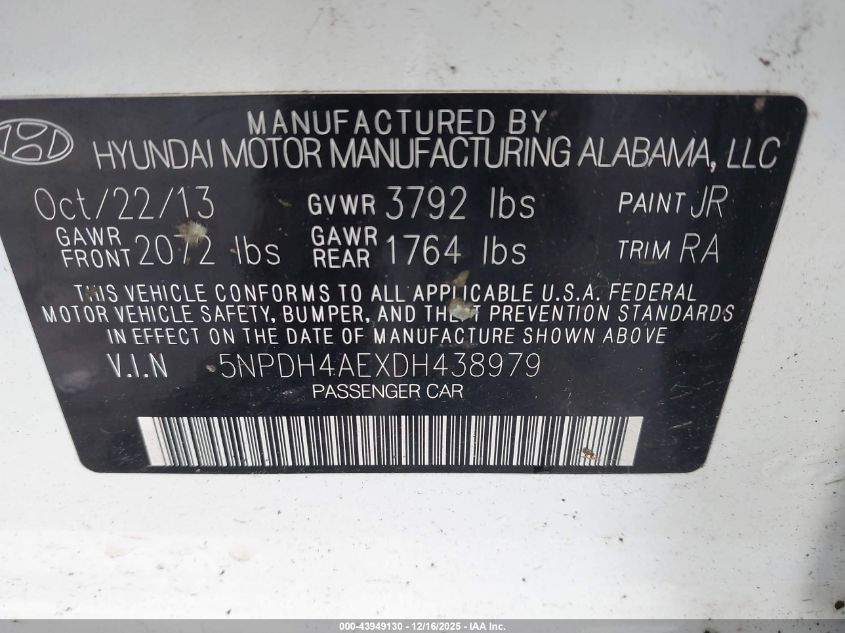 MANUFACTURED BY
HYUNDAI MOTOR MANUFACTURING ALABAMA, LLC
Oct/22/13 GVWR 3792 lbs PAINT JR
GAWR FRONT 2072 lbs GAWR REAR 1764 lbs TRIM RA
THIS VEHICLE CONFORMS TO ALL APPLICABLE U.S.A. FEDERAL
MOTOR VEHICLE SAFETY, BUMPER, AND THEFT PREVENTION STANDARDS
IN EFFECT ON THE DATE OF MANUFACTURE SHOWN ABOVE
V.I.N 5NPDH4AEXDH438979
PASSENGER CAR
000-43949130 - 12/16/2025 - IAA Inc.